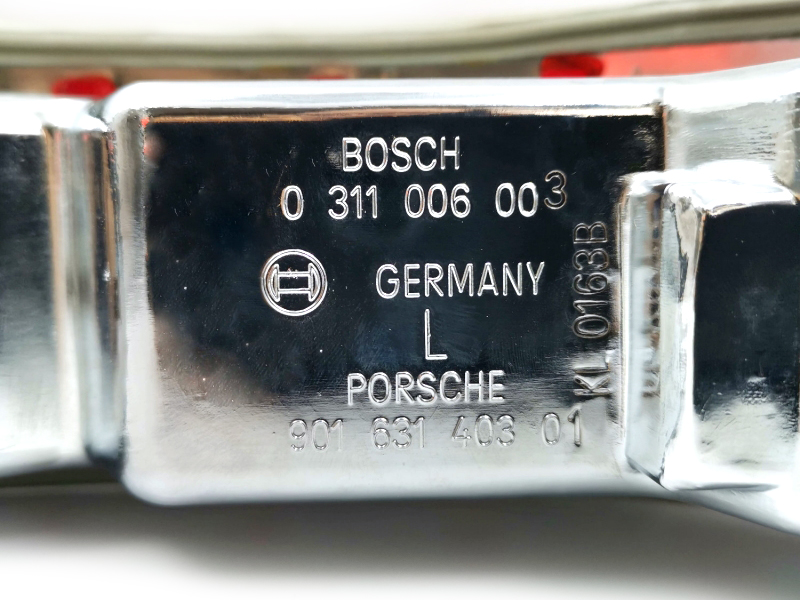 BOSCH
0 311 006 003
GERMANY
L
PORSCHE
901 631 403 01
KL 0163B